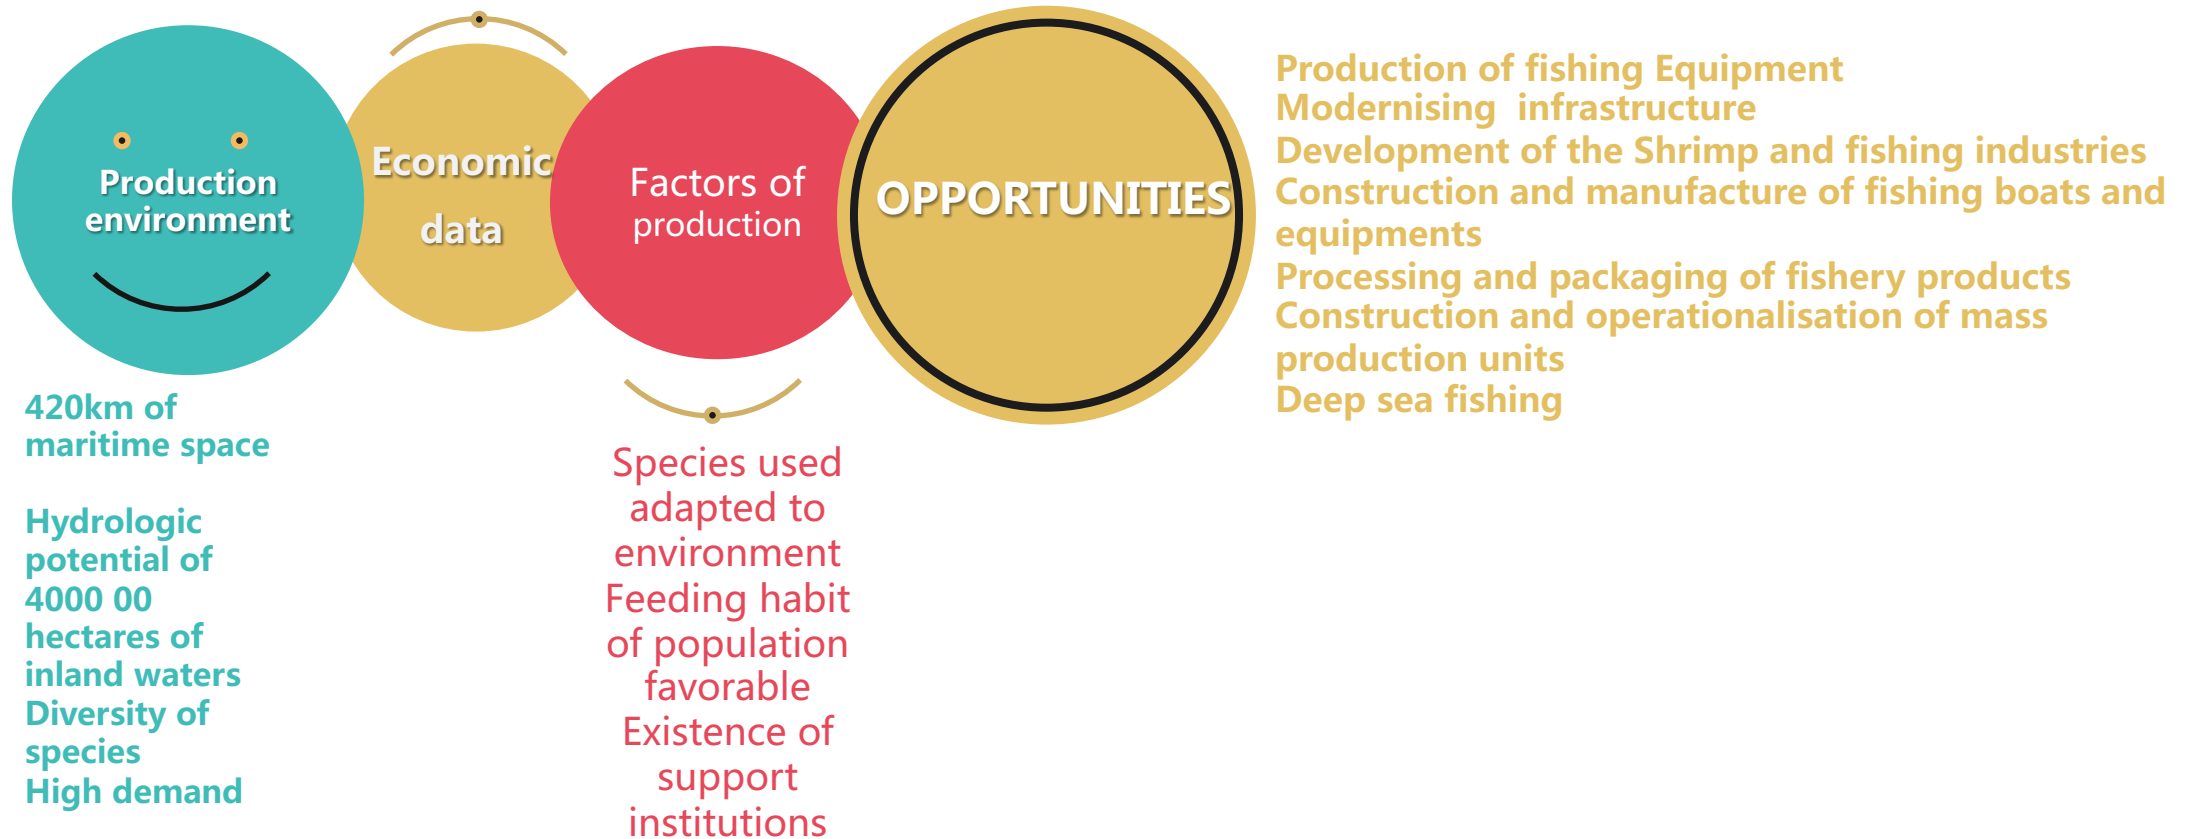 Production
environment
Economic
data
Factors of
production
OPPORTUNITIES
Production of fishing Equipment
Modernising  infrastructure
Development of the Shrimp and fishing industries
Construction and manufacture of fishing boats and
equipments
Processing and packaging of fishery products
Construction and operationalisation of mass
production units
Deep sea fishing
420km of
maritime space
Hydrologic
potential of
4000 00
hectares of
inland waters
Diversity of
species
High demand
Species used
adapted to
environment
Feeding habit
of population
favorable
Existence of
support
institutions